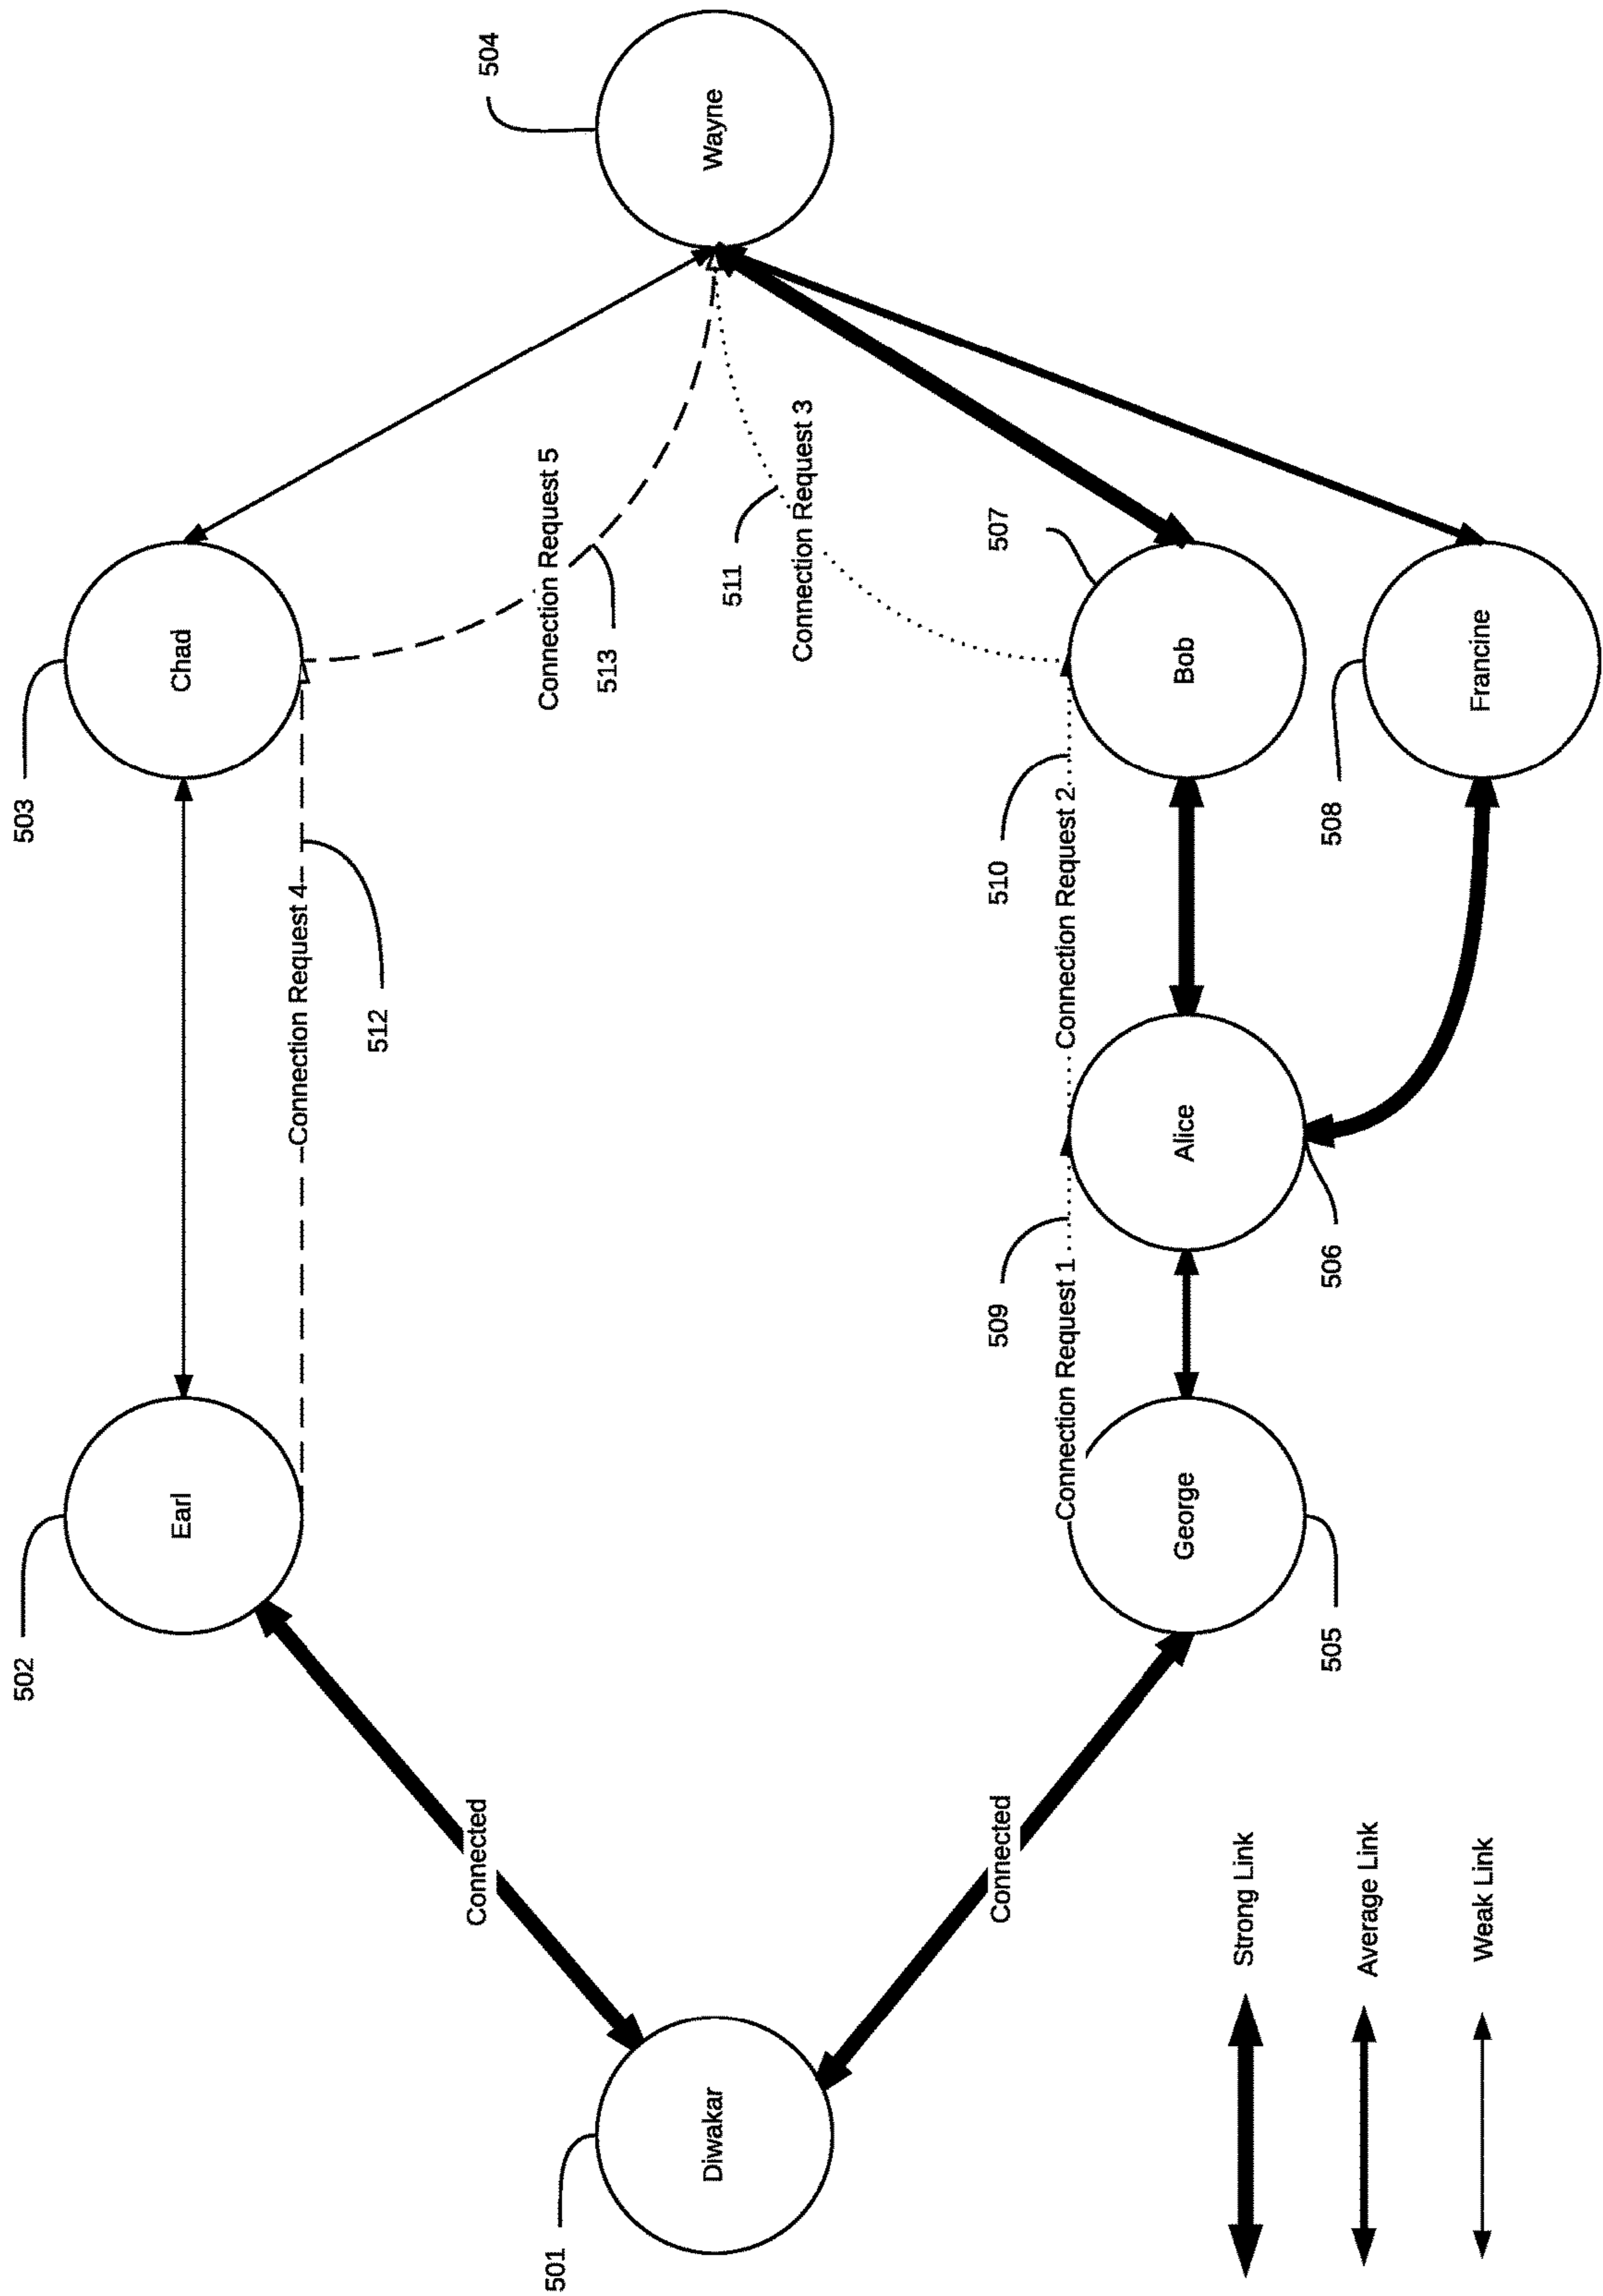 502
503
Earl
Chad
Connection Request 4
512
Connected
504
501
Connection Request 5
513
Diwakar
Wayne
511
Connection Request 3
Connected
509
510
507
Connection Request 1
Connection Request 2
George
Alice
Bob
Strong Link
505
506
508
Average Link
Weak Link
Francine